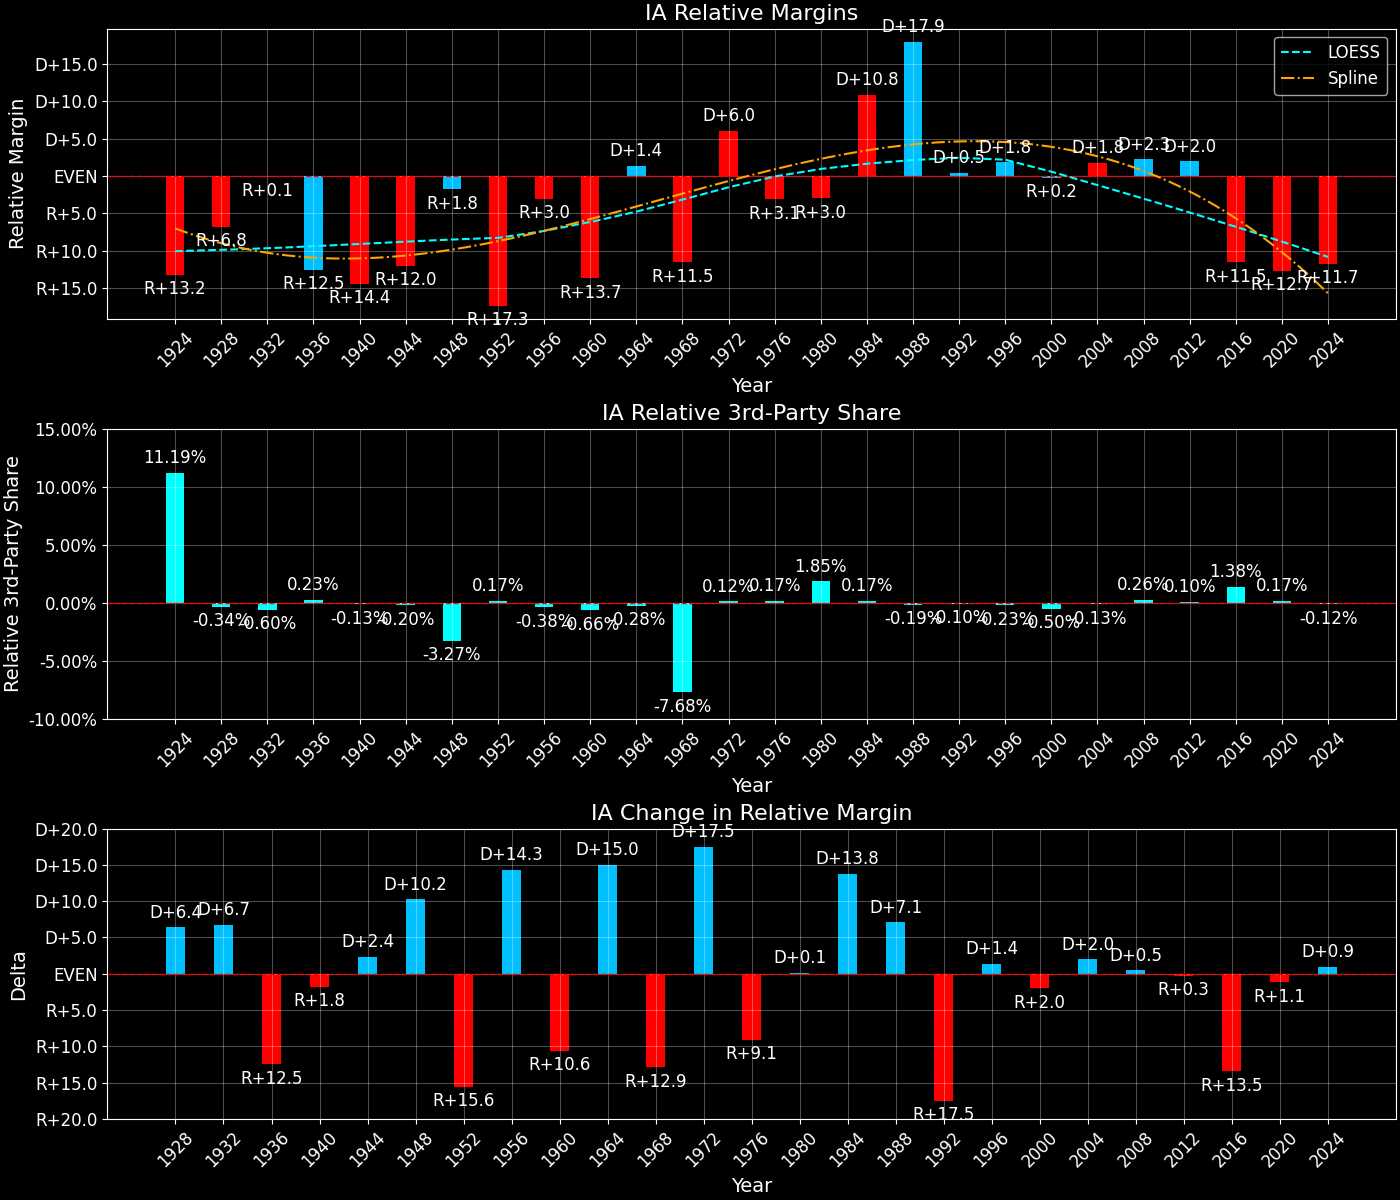 IA Relative Margins
Relative Margin
D+15.0
D+10.0
D+5.0
EVEN
R+5.0
R+10.0
R+15.0
R+13.2
R+6.8
R+0.1
R+12.5
R+14.4
R+12.0
R+1.8
R+17.3
R+3.0
R+13.7
D+1.4
R+11.5
D+6.0
R+3.1
R+3.0
D+10.8
D+17.9
D+0.5
D+1.8
R+0.2
D+1.8
D+2.3
D+2.0
R+11.5
R+12.7
R+11.7
LOESS
Spline
1924 1928 1932 1936 1940 1944 1948 1952 1956 1960 1964 1968 1972 1976 1980 1984 1988 1992 1996 2000 2004 2008 2012 2016 2020 2024
Year
IA Relative 3rd-Party Share
Relative 3rd-Party Share
15.00%
10.00%
5.00%
0.00%
-5.00%
-10.00%
11.19%
-0.34%
-0.60%
0.23%
-0.13%
-0.20%
-3.27%
0.17%
-0.38%
-0.66%
-0.28%
-7.68%
0.12%
0.17%
1.85%
0.17%
-0.19%
-0.10%
-0.23%
-0.50%
-0.13%
0.26%
0.10%
1.38%
0.17%
-0.12%
1924 1928 1932 1936 1940 1944 1948 1952 1956 1960 1964 1968 1972 1976 1980 1984 1988 1992 1996 2000 2004 2008 2012 2016 2020 2024
Year
IA Change in Relative Margin
Delta
D+20.0
D+15.0
D+10.0
D+5.0
EVEN
R+5.0
R+10.0
R+15.0
R+20.0
D+6.4
D+6.7
R+12.5
R+1.8
D+2.4
D+10.2
R+15.6
D+14.3
R+10.6
D+15.0
R+12.9
D+17.5
R+9.1
D+0.1
D+13.8
D+7.1
R+17.5
D+1.4
R+2.0
D+2.0
D+0.5
R+0.3
R+13.5
R+1.1
D+0.9
1928 1932 1936 1940 1944 1948 1952 1956 1960 1964 1968 1972 1976 1980 1984 1988 1992 1996 2000 2004 2008 2012 2016 2020 2024
Year